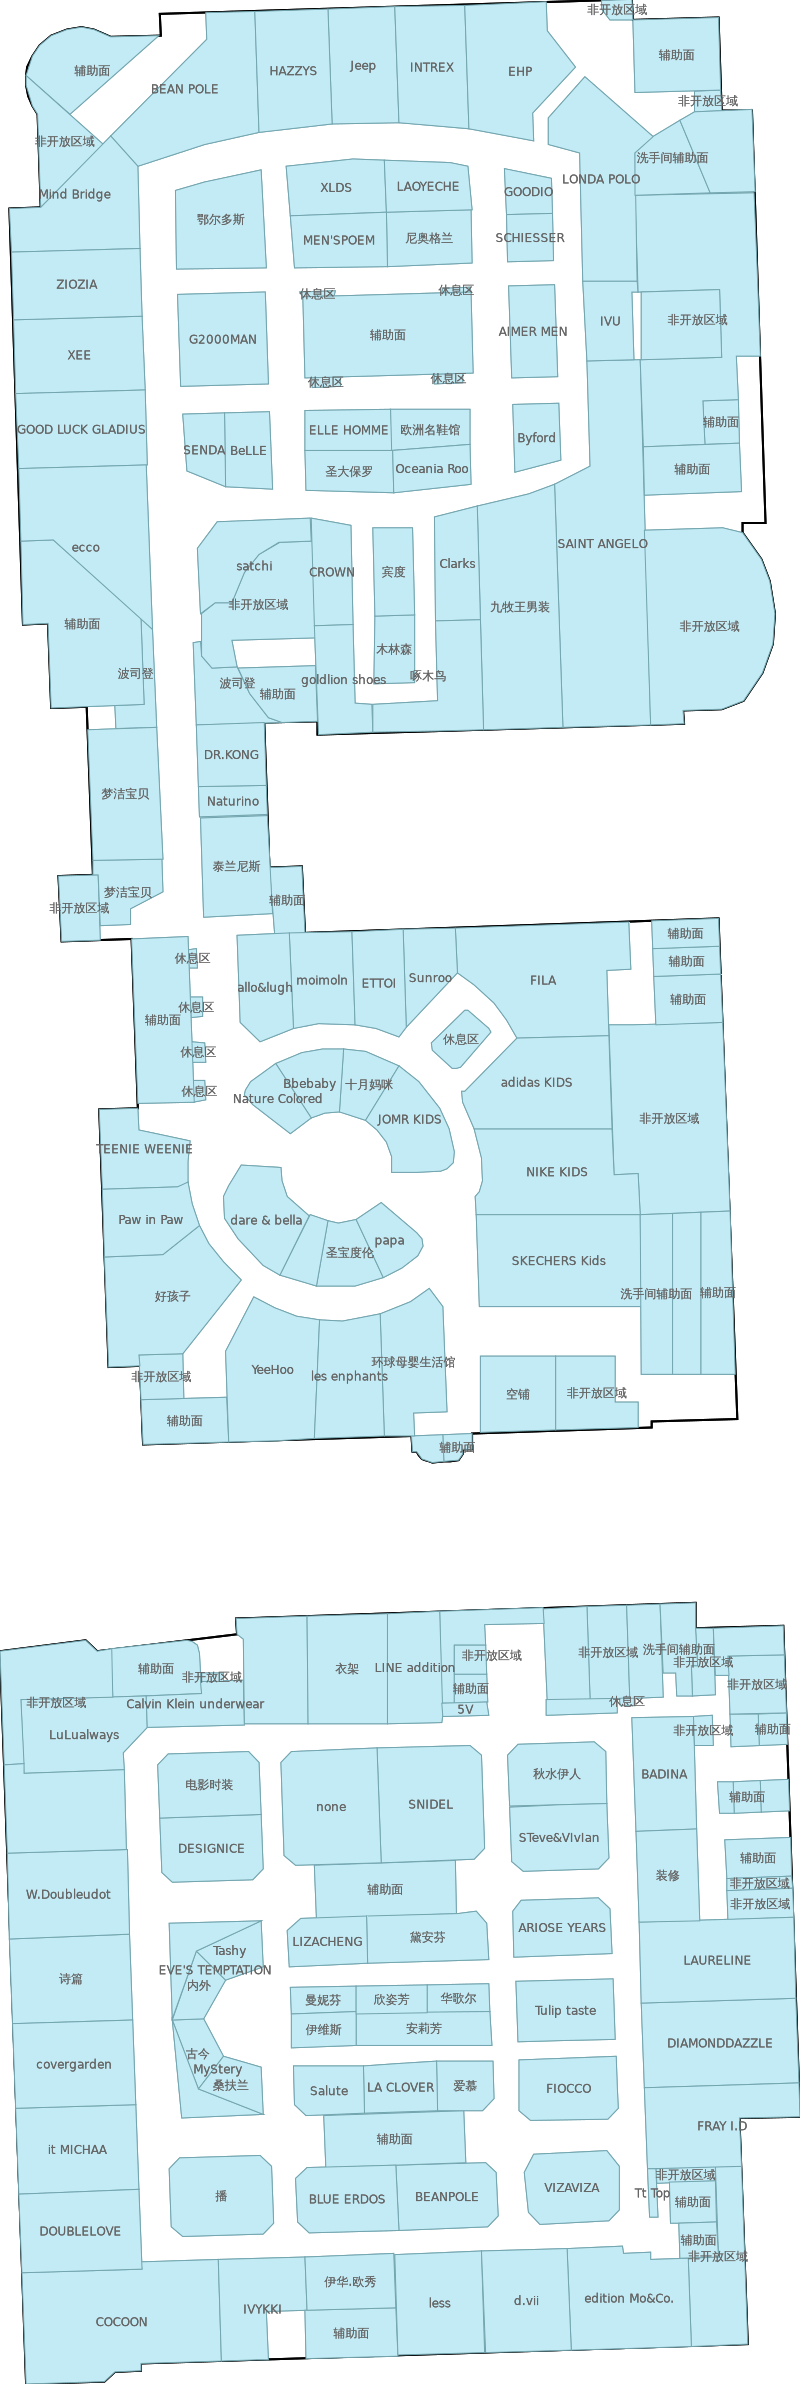 非开放区域
辅助面
辅助面
BEAN POLE
HAZZYS
Jeep
INTREX
EHP
非开放区域
非开放区域
洗手间辅助面
Mind Bridge
鄂尔多斯
XLDS
LAOYECHE
GOODIO
LONDA POLO
MEN'SPOEM
尼奥格兰
SCHIESSER
ZIOZIA
休息区
休息区
G2000MAN
辅助面
AIMER MEN
IVU
非开放区域
XEE
休息区
休息区
辅助面
GOOD LUCK GLADIUS
SENDA
BeLLE
ELLE HOMME
欧洲名鞋馆
Byford
圣大保罗
Oceania Roo
辅助面
ecco
satchi
CROWN
宾度
Clarks
SAINT ANGELO
非开放区域
九牧王男装
辅助面
木林森
非开放区域
波司登
波司登
辅助面
goldlion shoes
啄木鸟
DR.KONG
梦洁宝贝
Naturino
泰兰尼斯
梦洁宝贝
非开放区域
辅助面
休息区
allo&lugh
moimoln
ETTOI
Sunroo
FILA
辅助面
辅助面
辅助面
休息区
辅助面
休息区
休息区
休息区
Bbebaby
十月妈咪
Nature Colored
JOMR KIDS
adidas KIDS
非开放区域
TEENIE WEENIE
NIKE KIDS
Paw in Paw
dare & bella
圣宝度伦
papa
SKECHERS Kids
好孩子
洗手间辅助面
辅助面
非开放区域
YeeHoo
les enphants
环球母婴生活馆
空铺
非开放区域
辅助面
辅助面
辅助面
非开放区域
衣架
LINE addition
非开放区域
非开放区域
洗手间辅助面
非开放区域
非开放区域
非开放区域
Calvin Klein underwear
辅助面
5V
休息区
LuLualways
非开放区域
辅助面
电影时装
none
SNIDEL
秋水伊人
BADINA
辅助面
DESIGNICE
STeve&VIvIan
辅助面
W.Doubleudot
辅助面
装修
非开放区域
非开放区域
LIZACHENG
黛安芬
ARIOSE YEARS
Tashy
EVE'S TEMPTATION
内外
诗篇
LAURELINE
曼妮芬
欣姿芳
华歌尔
Tulip taste
伊维斯
安莉芳
covergarden
古今
MyStery
桑扶兰
DIAMONDDAZZLE
Salute
LA CLOVER
爱慕
FIOCCO
it MICHAA
辅助面
FRAY I.D
播
BLUE ERDOS
BEANPOLE
VIZAVIZA
非开放区域
Tt Top
辅助面
DOUBLELOVE
辅助面
非开放区域
COCOON
IVYKKI
伊华.欧秀
辅助面
less
d.vii
edition Mo&Co.